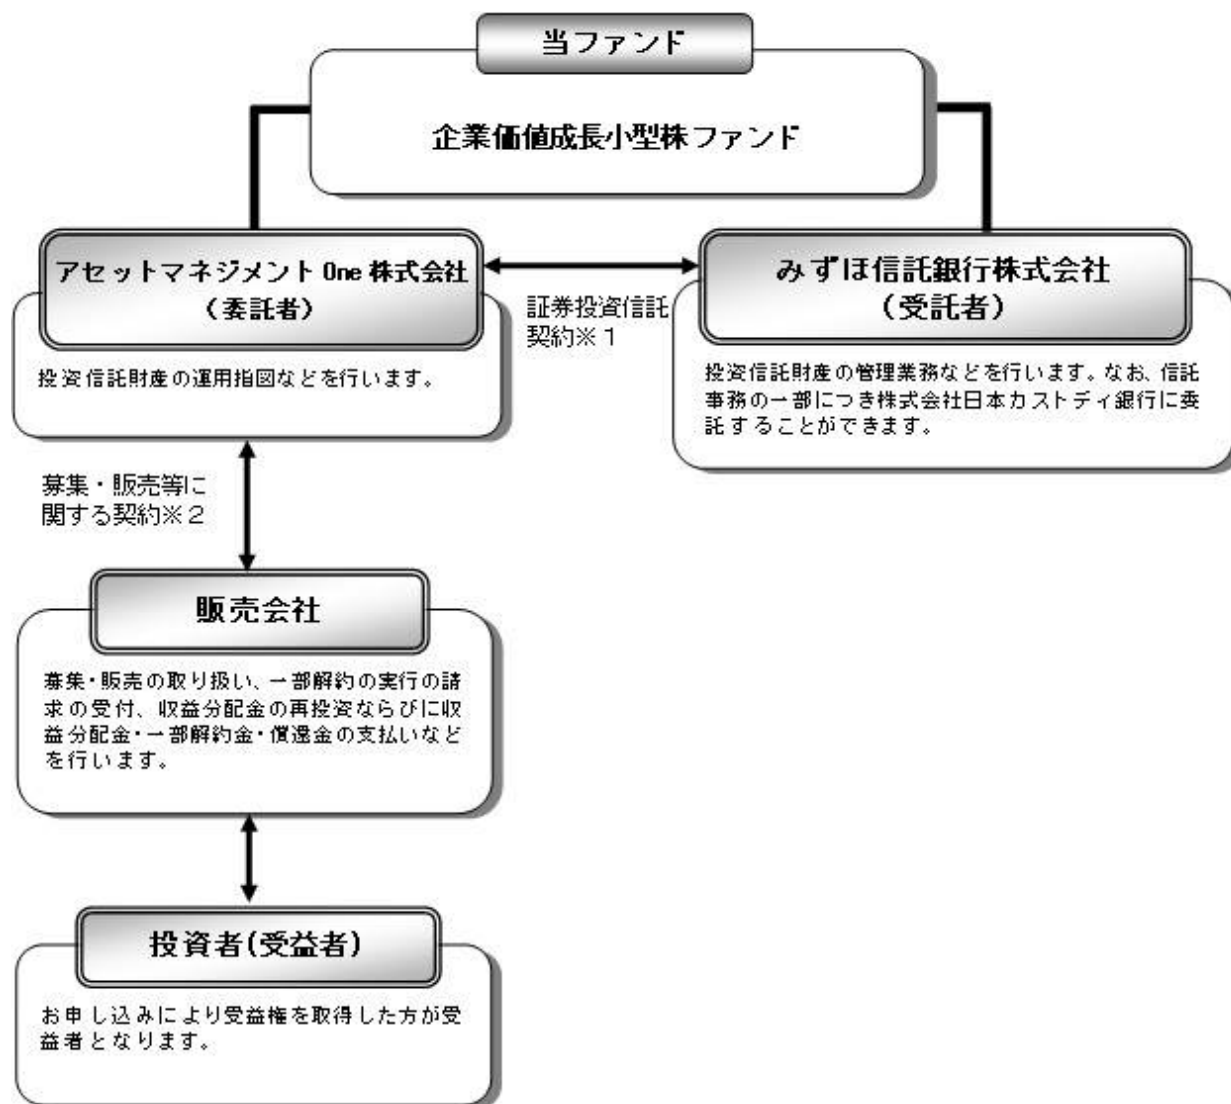 当ファンド
企業価値成長小型株ファンド
アセットマネジメント One 株式会社
（委託者）
投資信託財産の運用指図などを行います。
証券投資信託
契約※１
みずほ信託銀行株式会社
（受託者）
投資信託財産の管理業務などを行います。なお、信託
事務の一部につき株式会社日本カストディ銀行に委
託することができます。
募集・販売等に
関する契約※２
販売会社
募集・販売の取り扱い、一部解約の実行の請
求の受付、収益分配金の再投資ならびに収
益分配金・一部解約金・償還金の支払いなど
を行います。
投資者(受益者)
お申し込みにより受益権を取得した方が受
益者となります。